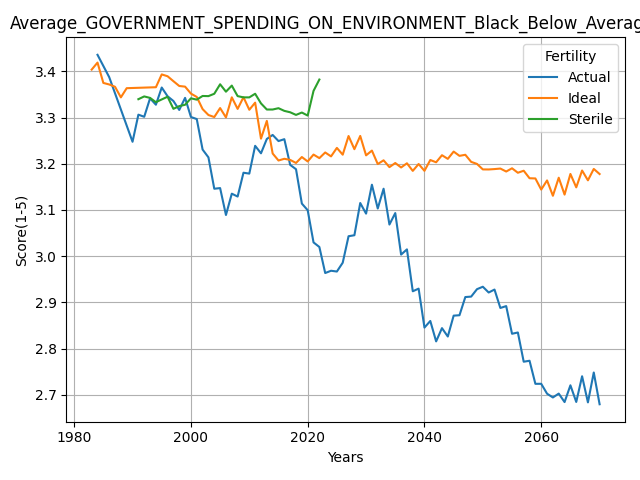 Average_GOVERNMENT_SPENDING_ON_ENVIRONMENT_Black_Below_Averag
Fertility
Actual
Ideal
Sterile
Score(1-5)
3.4
3.3
3.2
3.1
3.0
2.9
2.8
2.7
1980
2000
2020
2040
2060
Years